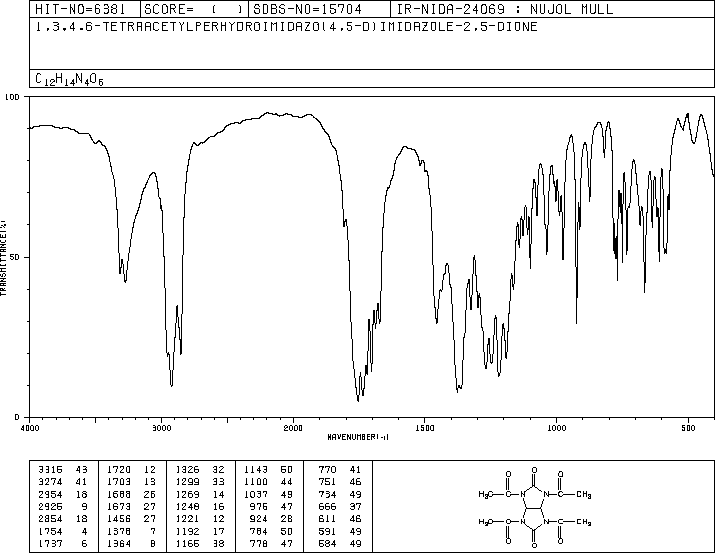 HIT-NO=6381 SCORE= ( ) SDBS-NO=15704 IR-NIDA-24069 : NUJOL MULL
1,3,4,6-TETRAACETYLPERHYDROIMIDAZO(4,5-D)IMIDAZOLE-2,5-DIONE
C12H14N4O6
100
50
0
TRANSMITTANCE(%)
4000 3000 2000 1500 1000 500
WAVENUMBER(-1)
3316 43 1720 12 1326 32 1143 50 770 41
3274 41 1703 13 1299 33 1100 44 751 46
2954 18 1688 26 1269 14 1037 49 734 49
2925 9 1673 27 1248 16 976 47 666 37
2854 18 1456 27 1221 12 924 28 611 46
1754 4 1378 7 1192 17 784 50 591 49
1737 6 1364 8 1165 38 778 47 584 49
O O O
H3C C N N C CH3
H3C C N N C CH3
O O O